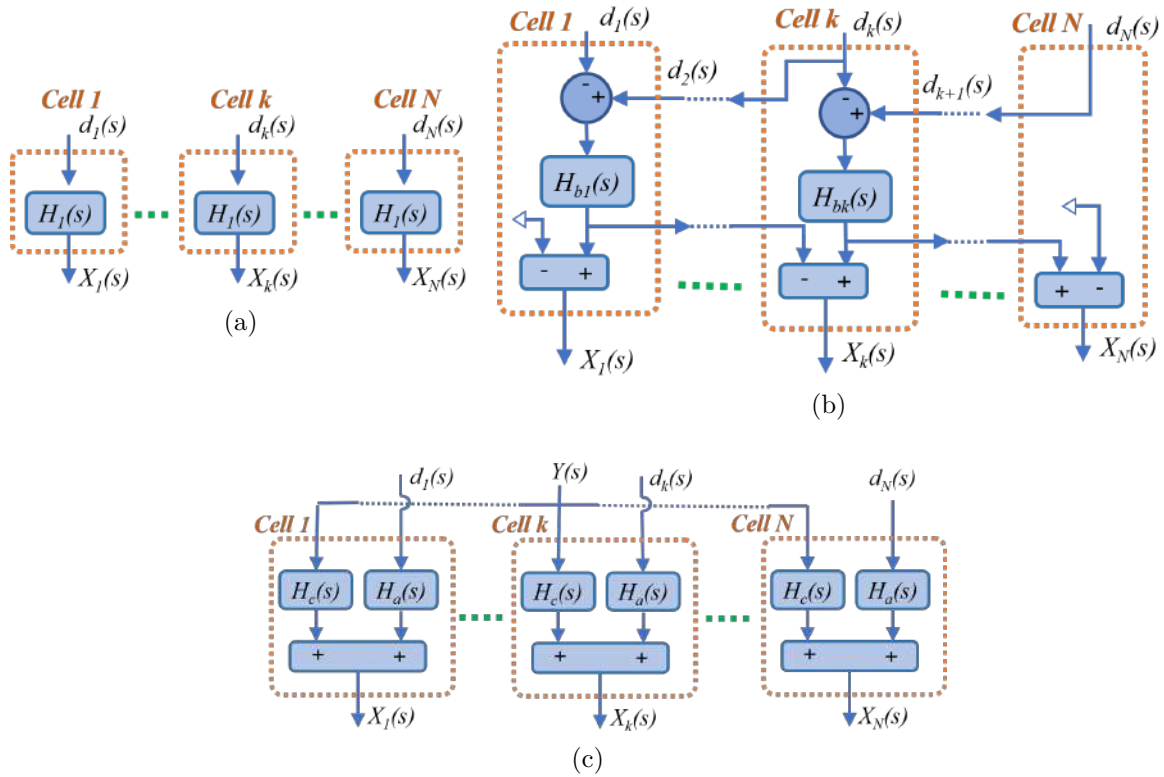 Cell 1 Cell k Cell N
d1(s) dk(s) dN(s)
H1(s) H1(s) H1(s)
X1(s) Xk(s) XN(s)
(a)
Cell 1 d1(s) Cell k dk(s) Cell N dN(s)
d2(s) dk+1(s)
- + - +
Hb1(s) Hbk(s)
- + - + + -
X1(s) Xk(s) XN(s)
(b)
d1(s) Y(s) dk(s) dN(s)
Cell 1 Cell k Cell N
Hc(s) Ha(s) Hc(s) Ha(s) Hc(s) Ha(s)
+ + + + + +
X1(s) Xk(s) XN(s)
(c)